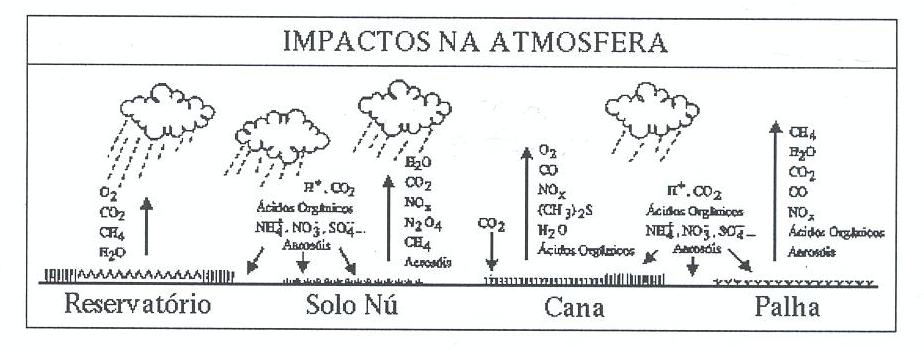 IMPACTOS NA ATMOSFERA
O₂
CO₂
CH₄
H₂O
Reservatório
H⁺, CO₂
Ácidos Orgânicos
NH₄⁺, NO₃⁻, SO₄⁻...
Aerosóis
H₂O
CO₂
NOₓ
N₂O₄
CH₄
Aerosóis
Solo Nú
CO₂
O₂
CO
NOₓ
(CH₃)₂S
H₂O
Ácidos Orgânicos
Cana
H⁺, CO₂
Ácidos Orgânicos
NH₄⁺, NO₃⁻, SO₄⁻...
Aerosóis
CH₄
H₂O
CO₂
CO
NOₓ
Ácidos Orgânicos
Aerosóis
Palha